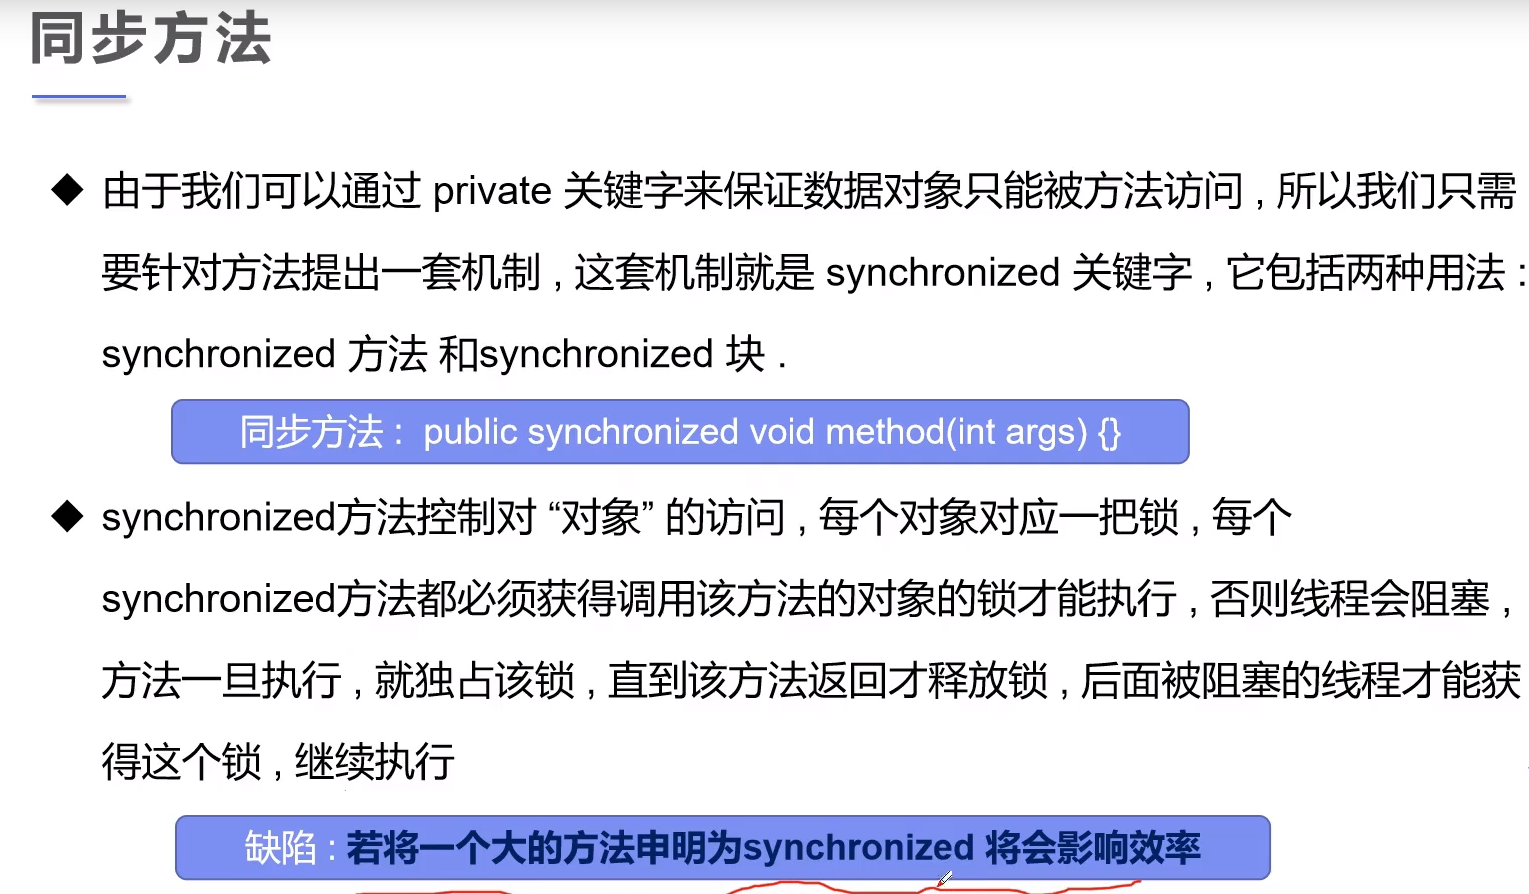 同步方法
由于我们可以通过 private 关键字来保证数据对象只能被方法访问 , 所以我们只需
要针对方法提出一套机制 , 这套机制就是 synchronized 关键字 , 它包括两种用法 :
synchronized 方法 和synchronized 块 .
同步方法 : public synchronized void method(int args) {}
synchronized方法控制对 “对象” 的访问 , 每个对象对应一把锁 , 每个
synchronized方法都必须获得调用该方法的对象的锁才能执行 , 否则线程会阻塞 ,
方法一旦执行 , 就独占该锁 , 直到该方法返回才释放锁 , 后面被阻塞的线程才能获
得这个锁 , 继续执行
缺陷 : 若将一个大的方法申明为synchronized 将会影响效率